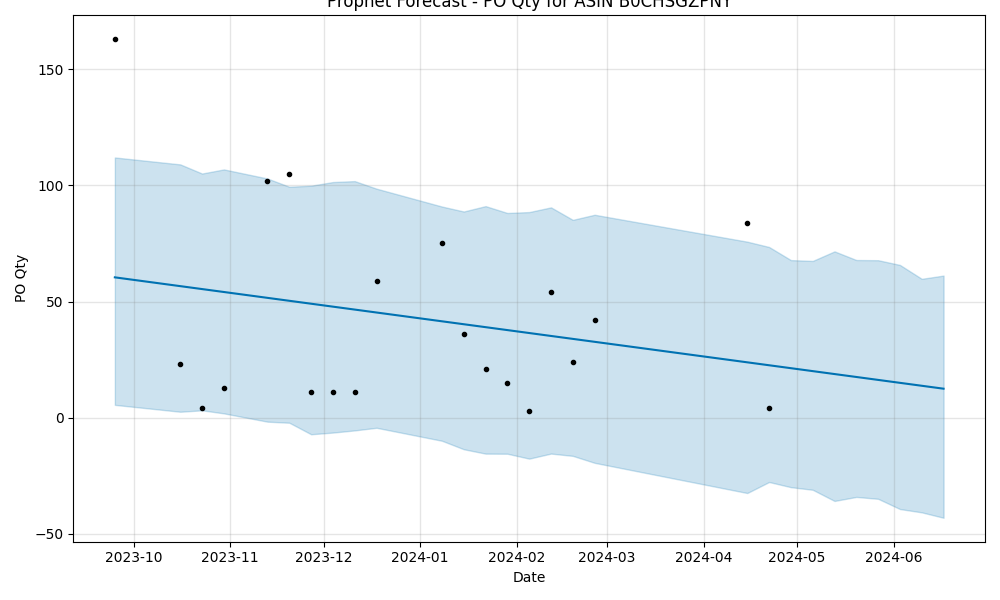 Prophet Forecast - PO Qty for ASIN B0CHSGZPNY
PO Qty
150
100
50
0
−50
2023-10 2023-11 2023-12 2024-01 2024-02 2024-03 2024-04 2024-05 2024-06
Date